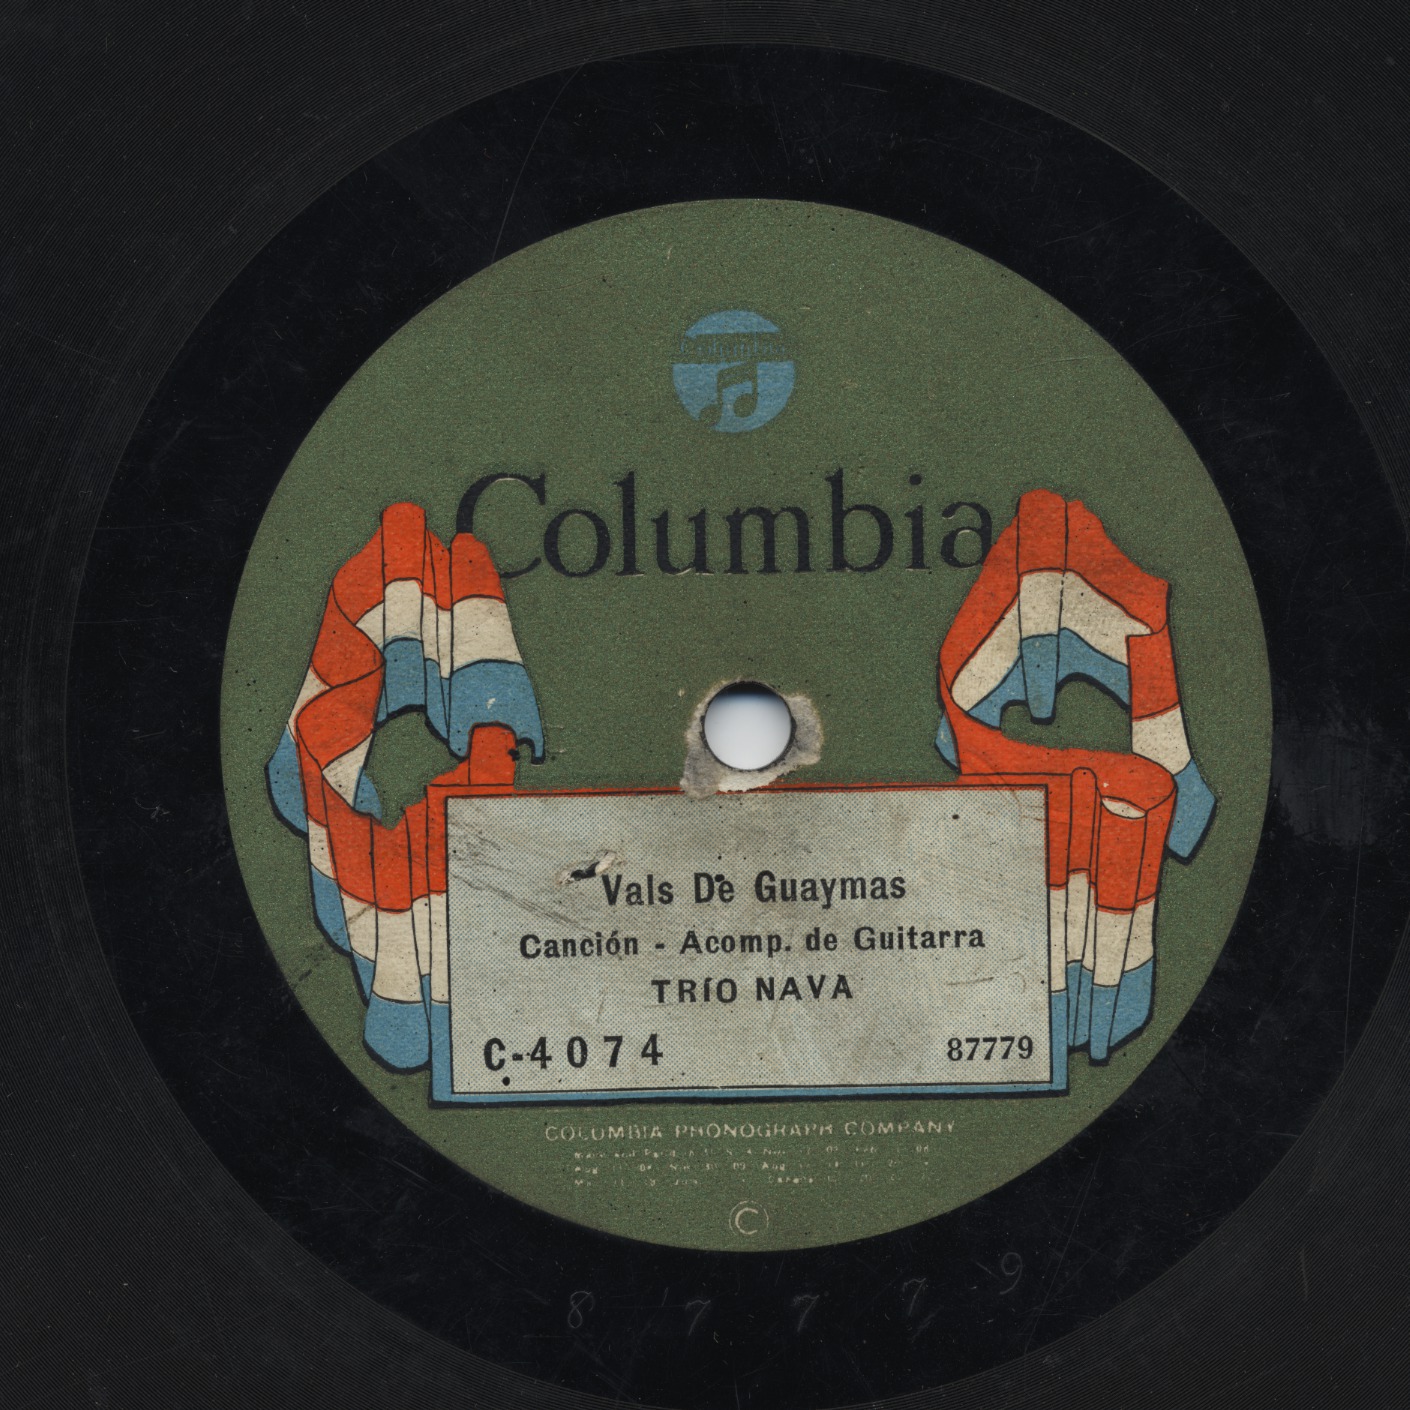 Columbia
Columbia
Vals De Guaymas
Canción - Acomp. de Guitarra
TRÍO NAVA
C-4074
87779
COLUMBIA PHONOGRAPH COMPANY
C
8 7 7 7 9